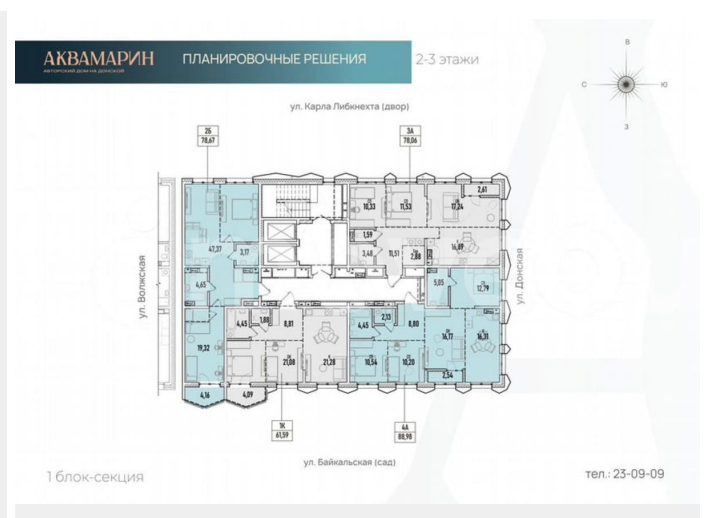 АКВАМАРИН
АВТОРСКИЙ ДОМ НА ДОНСКОЙ
ПЛАНИРОВОЧНЫЕ РЕШЕНИЯ
2-3 этажи
В
С
Ю
З
ул. Карла Либкнехта (двор)
2Б
78,67
3А
78,06
2,61
10,33
11,53
17,24
47,37
3,17
1,59
3,48
11,51
2,88
16,89
ул. Волжская
ул. Донская
4,65
5,05
12,79
4,45
1,88
8,81
4,45
2,13
8,80
19,32
21,08
21,28
10,54
10,20
16,17
16,31
2,54
4,16
4,09
1К
61,59
4А
88,98
ул. Байкальская (сад)
1 блок-секция
тел.: 23-09-09